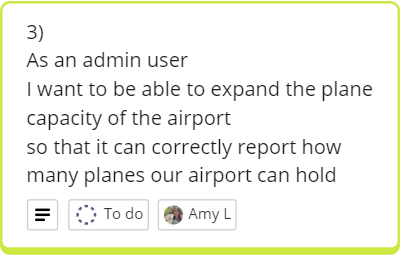 3)
As an admin user
I want to be able to expand the plane
capacity of the airport
so that it can correctly report how
many planes our airport can hold
To do Amy L